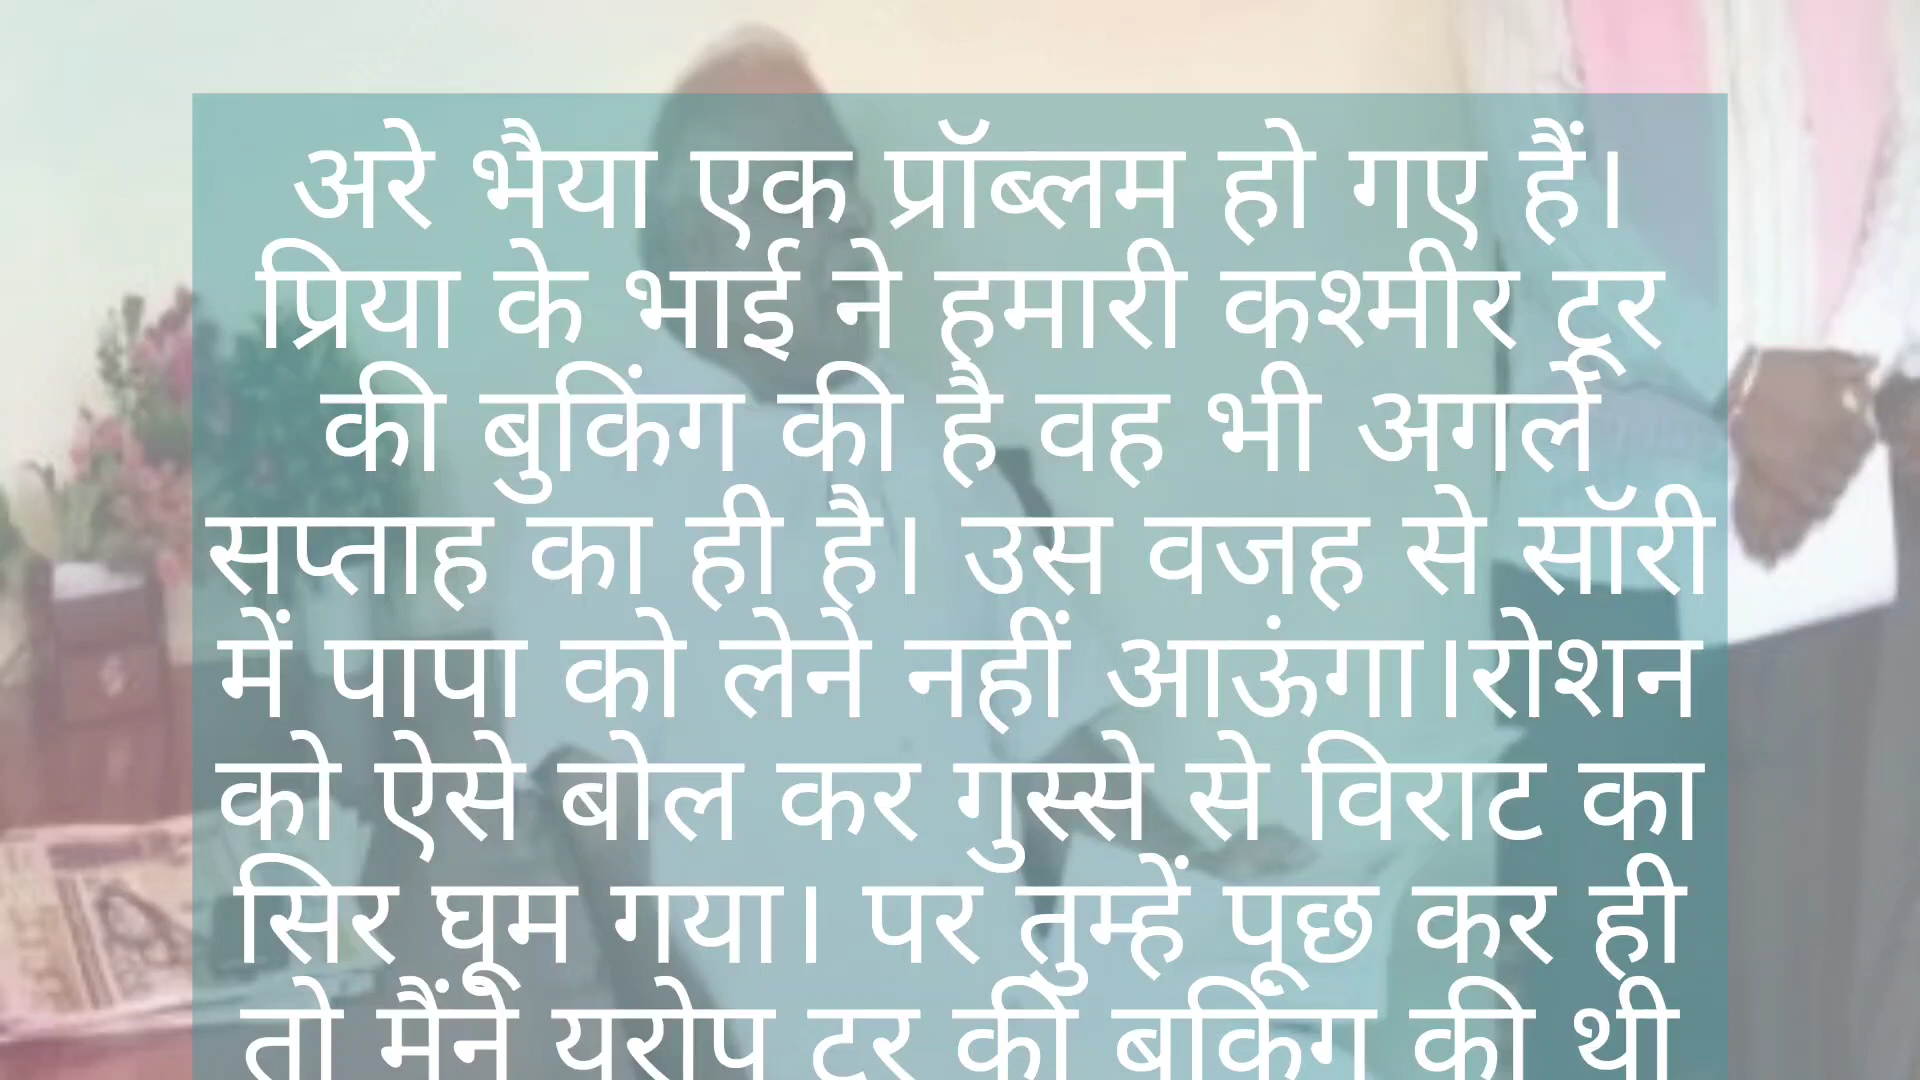 अरे भैया एक प्रॉब्लम हो गए हैं।
प्रिया के भाई ने हमारी कश्मीर टूर
की बुकिंग की है वह भी अगले
सप्ताह का ही है। उस वजह से सॉरी
में पापा को लेने नहीं आऊंगा।रोशन
को ऐसे बोल कर गुस्से से विराट का
सिर घूम गया। पर तुम्हें पूछ कर ही
तो मैंने यूरोप टूर की बुकिंग की थी